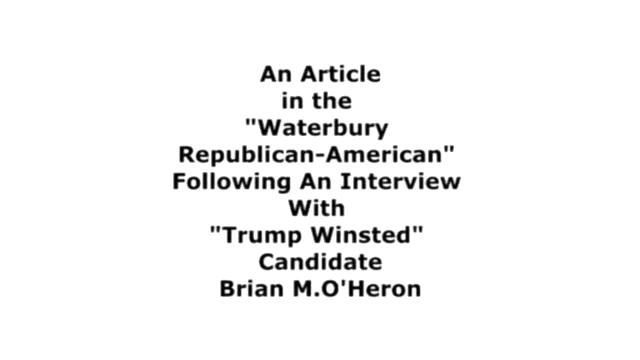 An Article
in the
"Waterbury
Republican-American"
Following An Interview
With
"Trump Winsted"
Candidate
Brian M.O'Heron